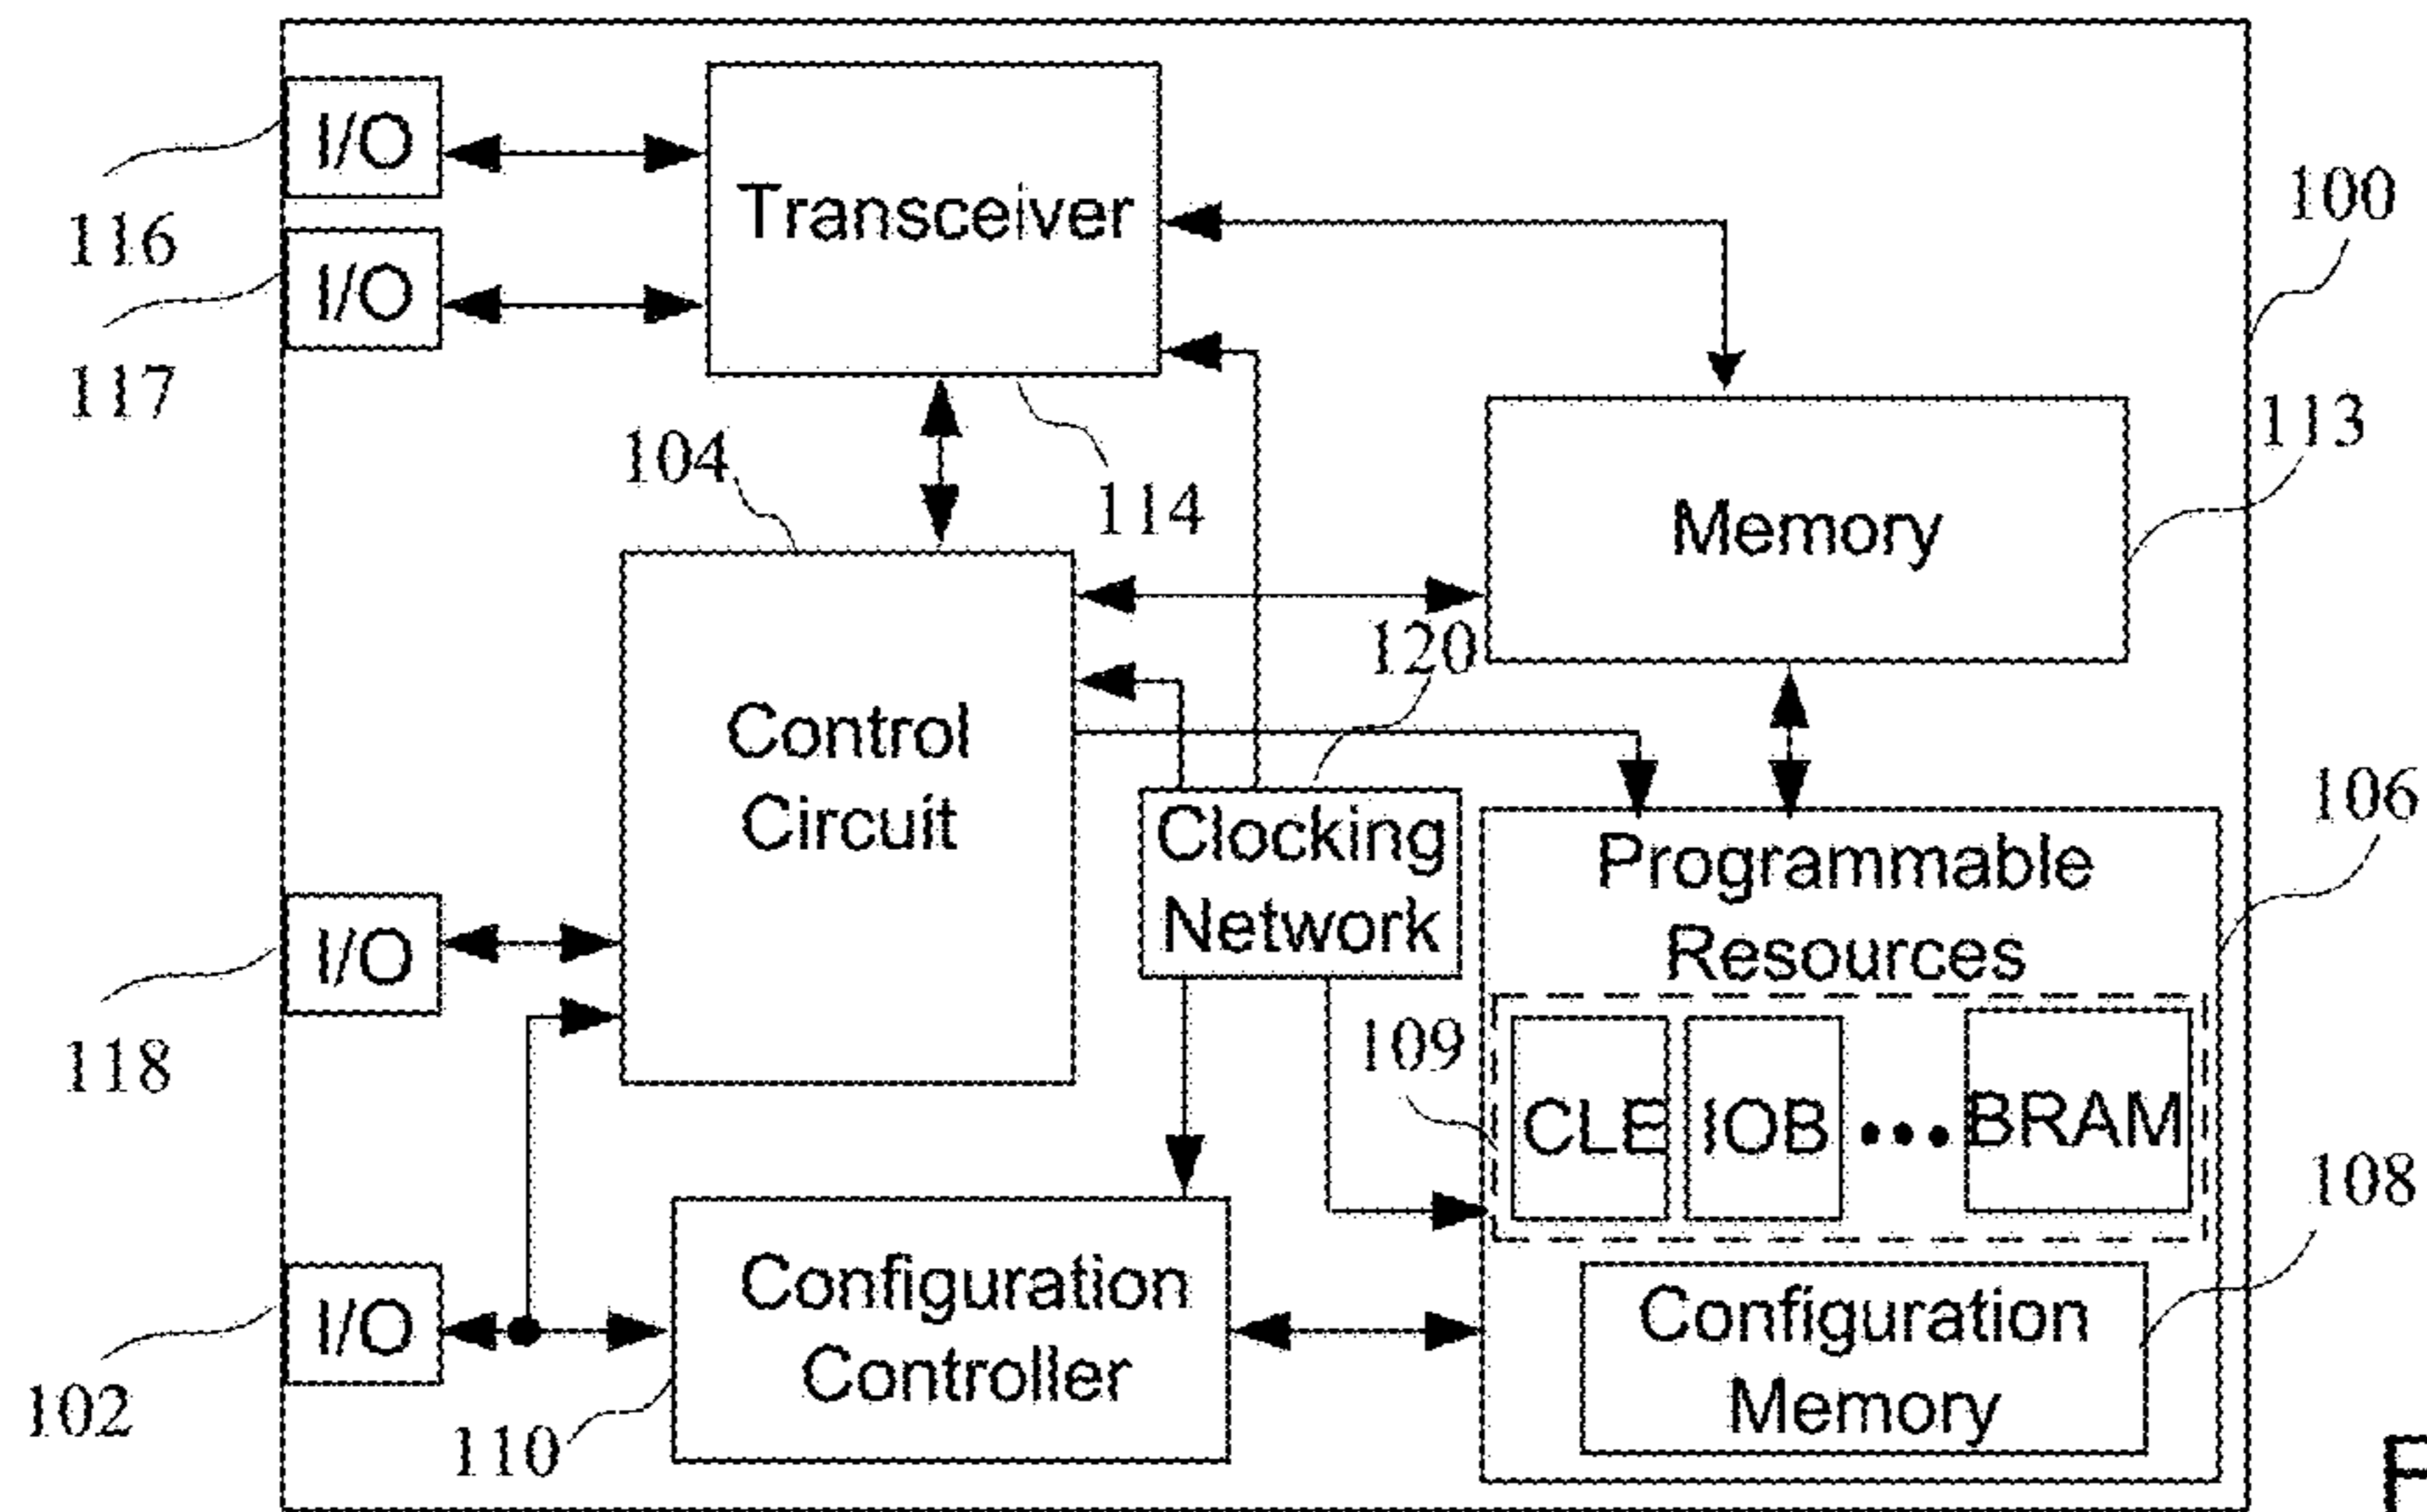 I/O
Transceiver
100
116
I/O
117
113
104
114
Memory
120
Control
Circuit
Clocking
Network
106
Programmable
Resources
I/O
118
109
CLE IOB ••• BRAM
108
Configuration
Controller
Configuration
Memory
I/O
102
110